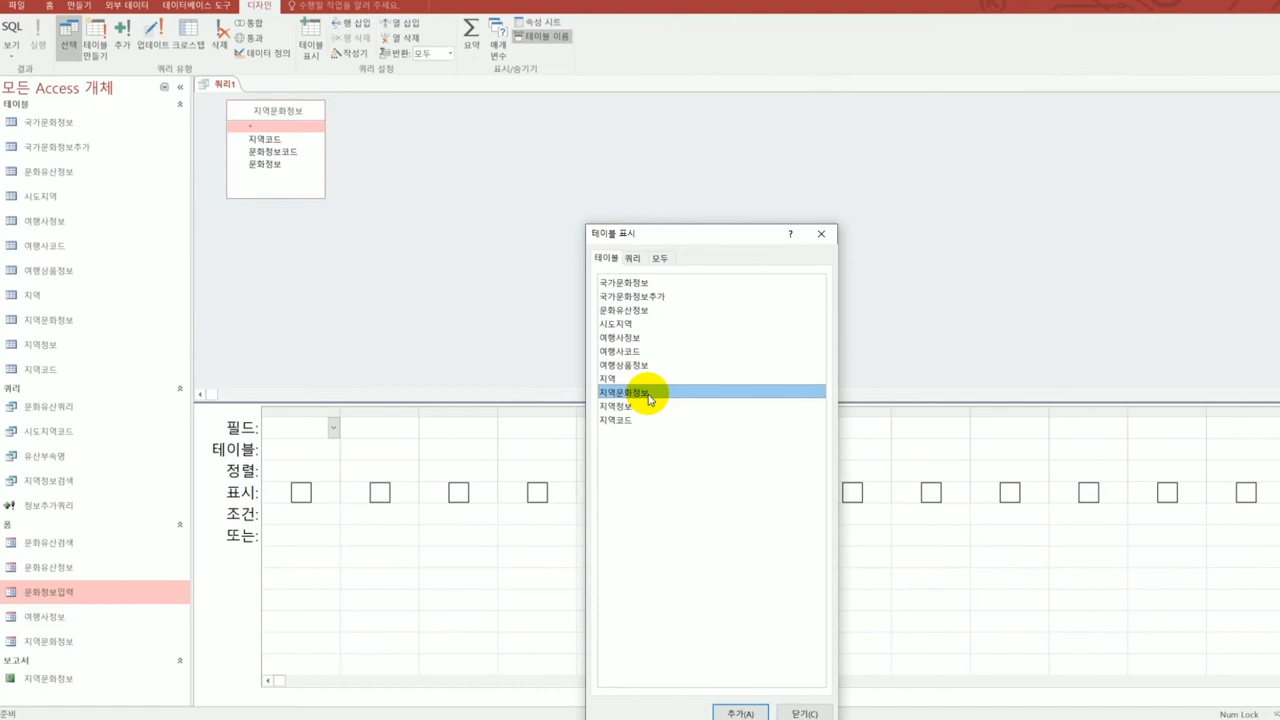 파일 홈 만들기 외부 데이터 데이터베이스 도구 디자인 수행할 작업을 알려 주세요.
SQL
보기
실행
선택
테이블
만들기
추가
업데이트
크로스탭
삭제
통합
통과
데이터 정의
테이블
표시
행 삽입
행 삭제
작성기
열 삽입
열 삭제
반환: 모두
요약
매개
변수
속성 시트
테이블 이름
결과
쿼리 유형
쿼리 설정
표시/숨기기
모든 Access 개체
테이블
국가문화정보
국가문화정보추가
문화유산정보
시도지역
여행사정보
여행사코드
여행상품정보
지역
지역문화정보
지역정보
지역코드
쿼리
문화유산쿼리
시도지역코드
유산부속명
지역정보검색
정보추가쿼리
폼
문화유산검색
문화유산정보
문화정보입력
여행사정보
지역문화정보
보고서
지역문화정보
쿼리1
지역문화정보
*
지역코드
문화정보코드
문화정보
테이블 표시
?
테이블 쿼리 모두
국가문화정보
국가문화정보추가
문화유산정보
시도지역
여행사정보
여행사코드
여행상품정보
지역
지역문화정보
지역정보
지역코드
추가(A) 닫기(C)
필드:
테이블:
정렬:
표시:
조건:
또는:
준비
Num Lock